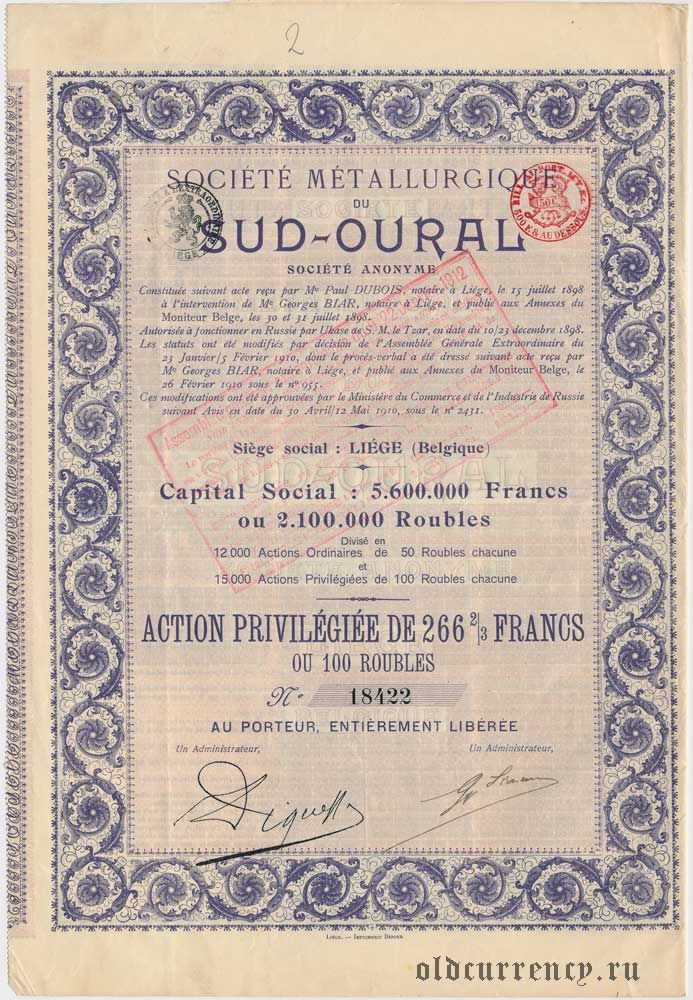 2
SOCIÉTÉ MÉTALLURGIQUE
DU
SUD-OURAL
SOCIÉTÉ ANONYME
Constituée suivant acte reçu par Me Paul DUBOIS, notaire à Liége, le 15 juillet 1898
à l'intervention de Me Georges BIAR, notaire à Liége, et publié aux Annexes du
Moniteur Belge, les 30 et 31 juillet 1898.
Autorisée à fonctionner en Russie par Ukase de S. M. le Tzar, en date du 10/23 decembre 1898.
Les statuts ont été modifiés par décision de l'Assemblée Générale Extraordinaire du
23 Janvier/5 Février 1910, dont le procès-verbal a été dressé suivant acte reçu par
Me Georges BIAR, notaire à Liége, et publié aux Annexes du Moniteur Belge, le
26 Février 1910 sous le no 955.
Ces modifications ont été approuvées par le Ministère du Commerce et de l'Industrie de Russie
suivant Avis en date du 30 Avril/12 Mai 1910, sous le no 2431.
Siège social : LIÉGE (Belgique)
Capital Social : 5.600.000 Francs
ou 2.100.000 Roubles
Divisé en
12.000 Actions Ordinaires de 50 Roubles chacune
et
15.000 Actions Privilégiées de 100 Roubles chacune
ACTION PRIVILÉGIÉE DE 266 2/3 FRANCS
OU 100 ROUBLES
No 18422
AU PORTEUR, ENTIÈREMENT LIBÉRÉE
Un Administrateur, Un Administrateur,
LIÉGE. — IMPRIMERIE BENARD
oldcurrency.ru